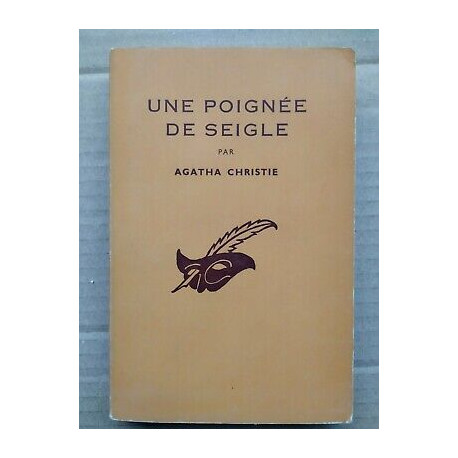 UNE POIGNÉE
DE SEIGLE
PAR
AGATHA CHRISTIE